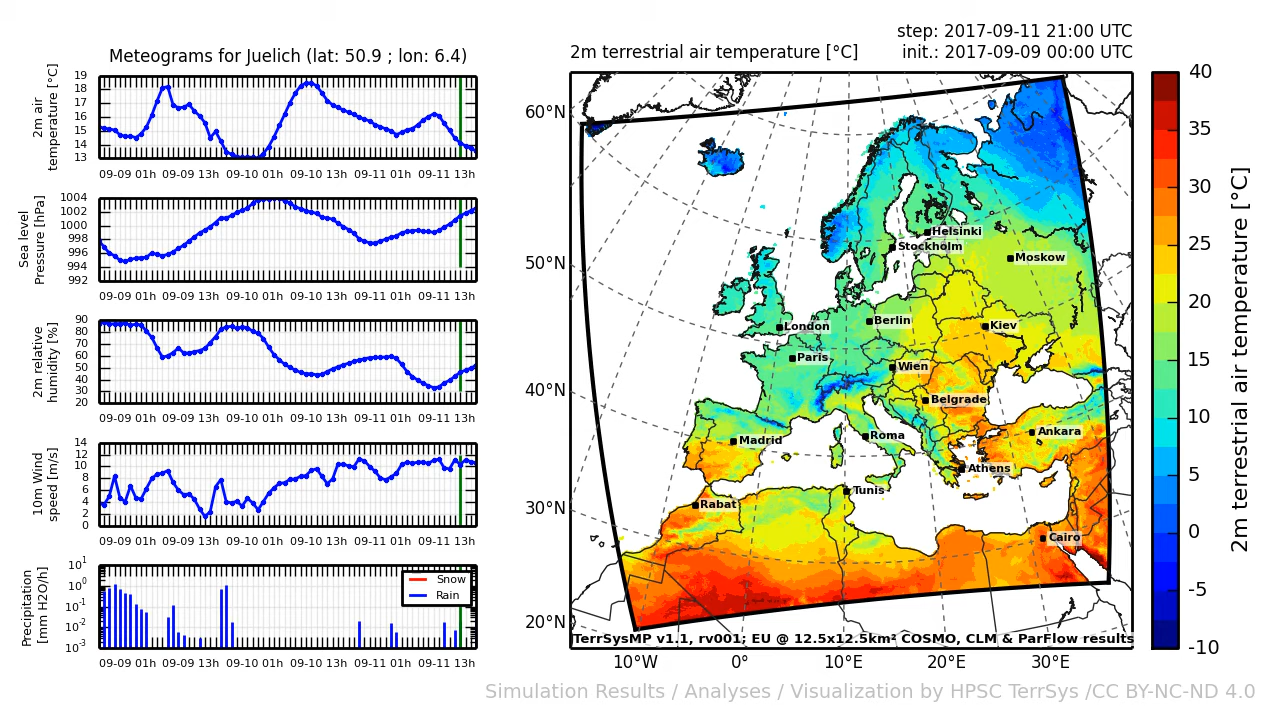 Meteograms for Juelich (lat: 50.9 ; lon: 6.4)
2m air
temperature [°C]
19
18
17
16
15
14
13
09-09 01h 09-09 13h 09-10 01h 09-10 13h 09-11 01h 09-11 13h
Sea level
Pressure [hPa]
1004
1002
1000
998
996
994
992
09-09 01h 09-09 13h 09-10 01h 09-10 13h 09-11 01h 09-11 13h
2m relative
humidity [%]
90
80
70
60
50
40
30
20
09-09 01h 09-09 13h 09-10 01h 09-10 13h 09-11 01h 09-11 13h
10m Wind
speed [m/s]
14
12
10
8
6
4
2
0
09-09 01h 09-09 13h 09-10 01h 09-10 13h 09-11 01h 09-11 13h
Precipitation
[mm H2O/h]
10^1
10^0
10^-1
10^-2
10^-3
Snow
Rain
09-09 01h 09-09 13h 09-10 01h 09-10 13h 09-11 01h 09-11 13h
step: 2017-09-11 21:00 UTC
2m terrestrial air temperature [°C] init.: 2017-09-09 00:00 UTC
60°N
50°N
40°N
30°N
20°N
Helsinki
Stockholm
Moskow
London
Berlin
Kiev
Paris
Wien
Belgrade
Madrid
Roma
Ankara
Athens
Tunis
Rabat
Cairo
TerrSysMP v1.1, rv001; EU @ 12.5x12.5km² COSMO, CLM & ParFlow results
10°W 0° 10°E 20°E 30°E
40
35
30
25
20
15
10
5
0
-5
-10
2m terrestrial air temperature [°C]
Simulation Results / Analyses / Visualization by HPSC TerrSys /CC BY-NC-ND 4.0